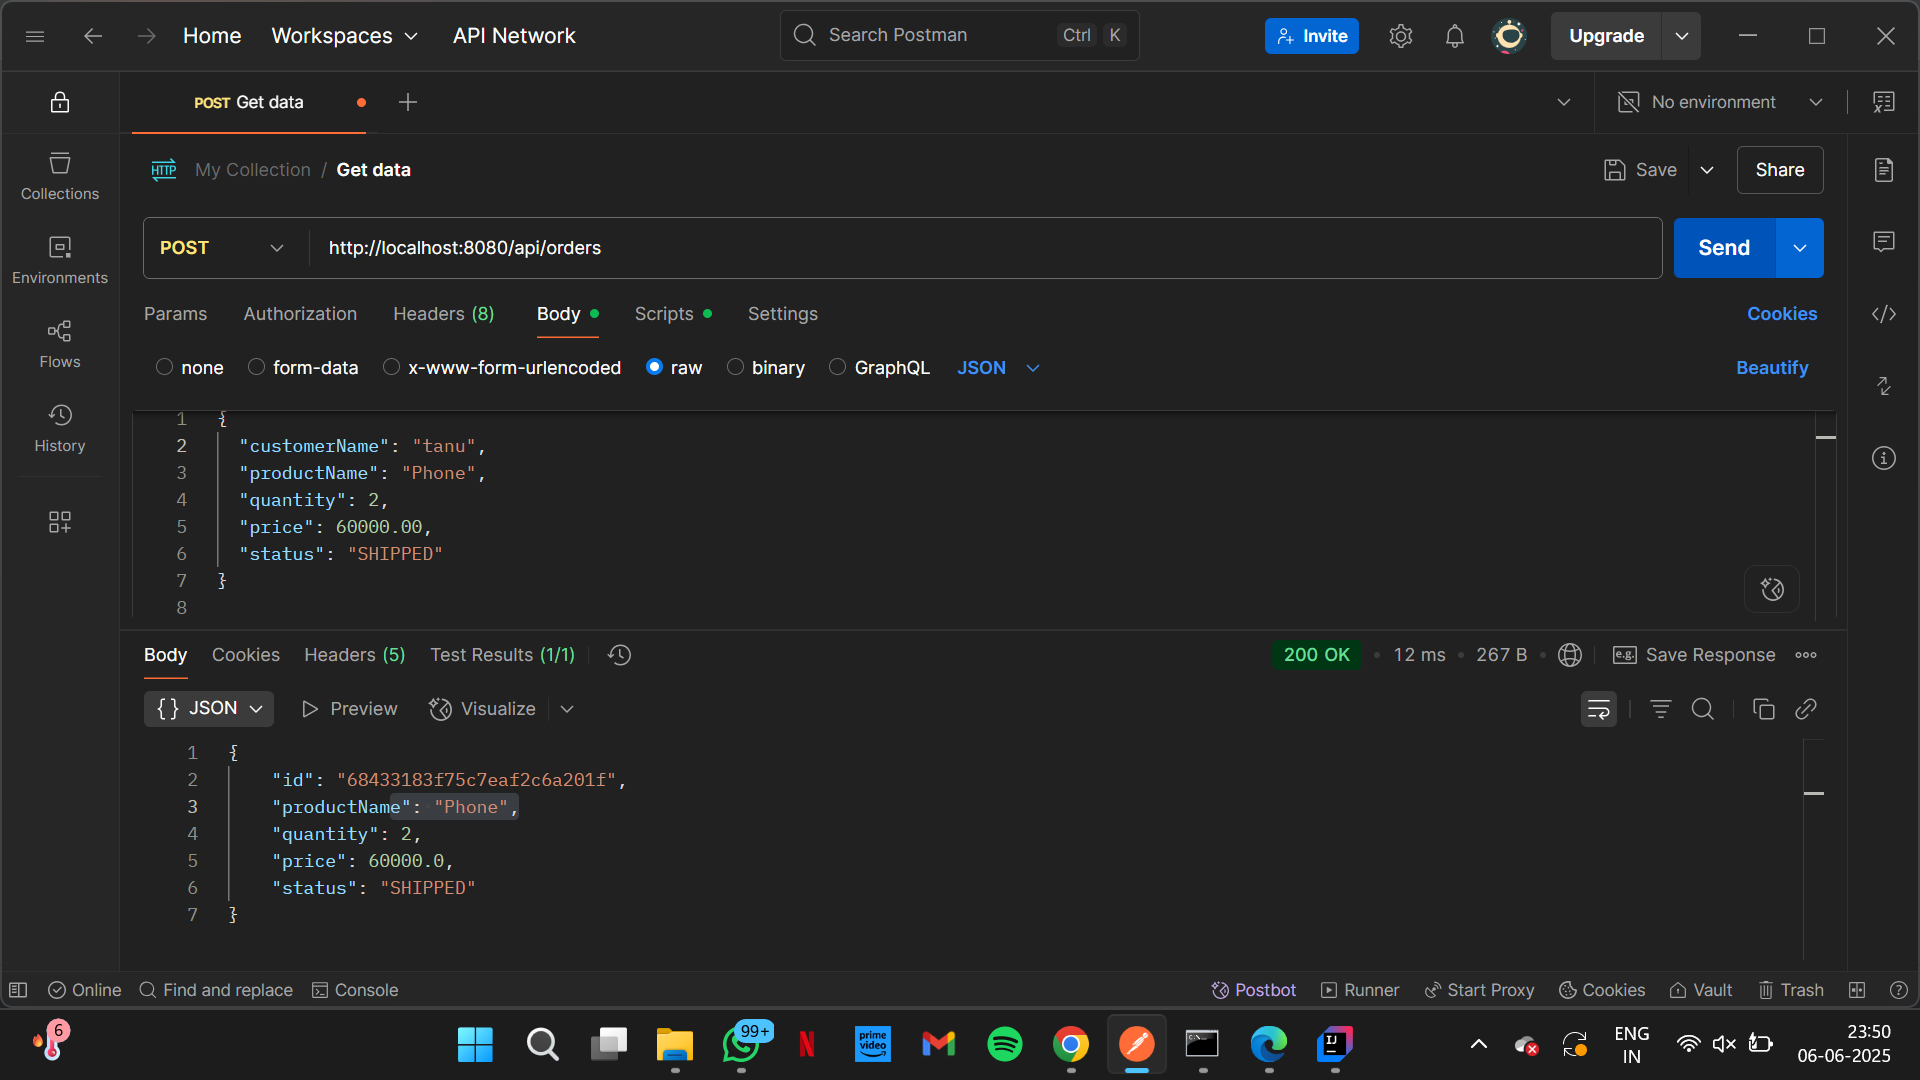 Home
Workspaces
API Network
Search Postman
Ctrl K
Invite
Upgrade
POST Get data
No environment
Collections
Environments
Flows
History
HTTP
My Collection / Get data
Save
Share
POST
http://localhost:8080/api/orders
Send
Params
Authorization
Headers (8)
Body
Scripts
Settings
Cookies
none
form-data
x-www-form-urlencoded
raw
binary
GraphQL
JSON
Beautify
1 {
2 "customerName": "tanu",
3 "productName": "Phone",
4 "quantity": 2,
5 "price": 60000.00,
6 "status": "SHIPPED"
7 }
8
Body
Cookies
Headers (5)
Test Results (1/1)
200 OK
12 ms
267 B
e.g.
Save Response
{} JSON
Preview
Visualize
1 {
2 "id": "68433183f75c7eaf2c6a201f",
3 "productName": "Phone",
4 "quantity": 2,
5 "price": 60000.0,
6 "status": "SHIPPED"
7 }
Online
Find and replace
Console
Postbot
Runner
Start Proxy
Cookies
Vault
Trash
6
99+
prime video
IJ
ENG
IN
23:50
06-06-2025